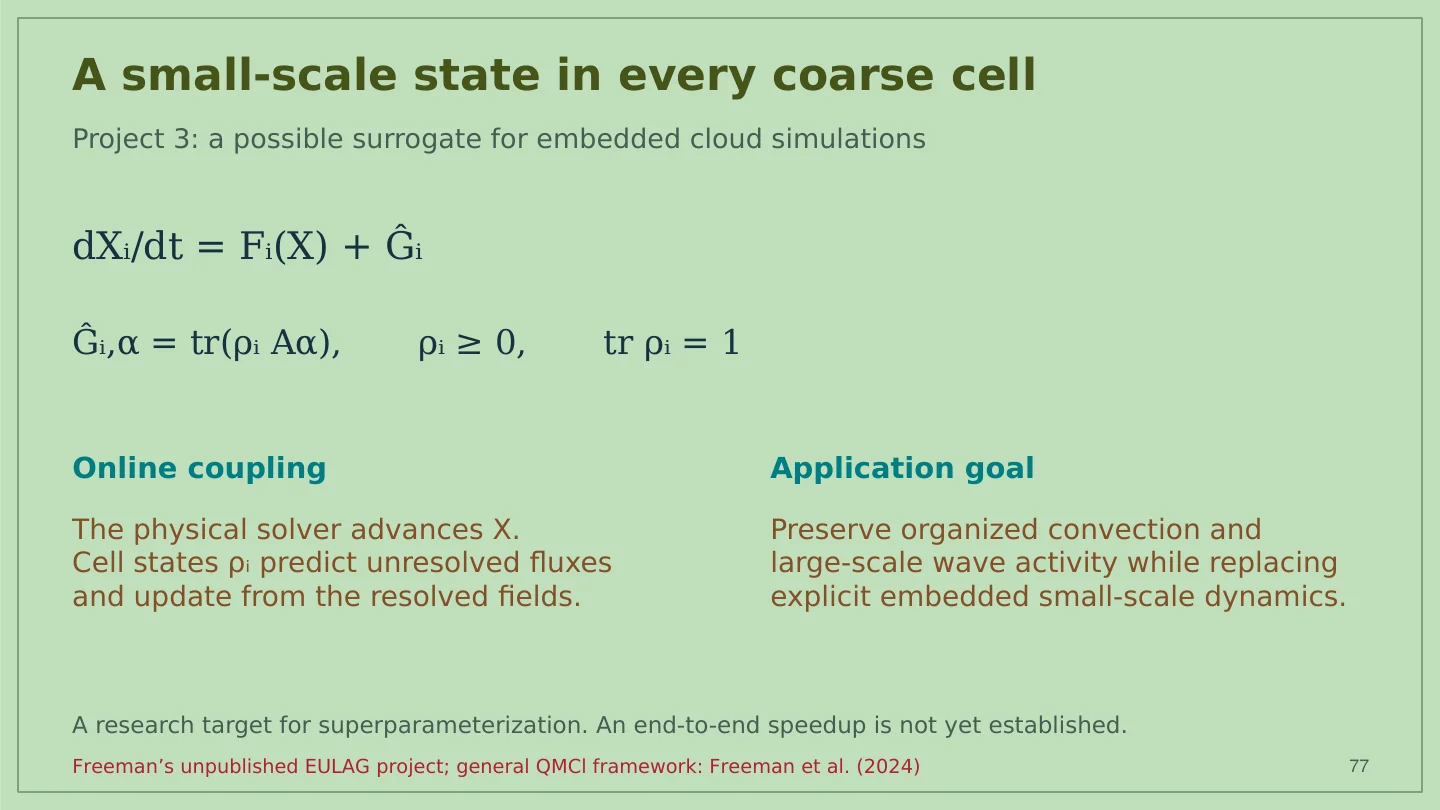 A small-scale state in every coarse cell
Project 3: a possible surrogate for embedded cloud simulations
dXᵢ/dt = Fᵢ(X) + Ĝᵢ
Ĝᵢ,α = tr(ρᵢ Aα), ρᵢ ≥ 0, tr ρᵢ = 1
Online coupling
The physical solver advances X.
Cell states ρᵢ predict unresolved fluxes
and update from the resolved fields.
Application goal
Preserve organized convection and
large-scale wave activity while replacing
explicit embedded small-scale dynamics.
A research target for superparameterization. An end-to-end speedup is not yet established.
Freeman’s unpublished EULAG project; general QMCl framework: Freeman et al. (2024)
77